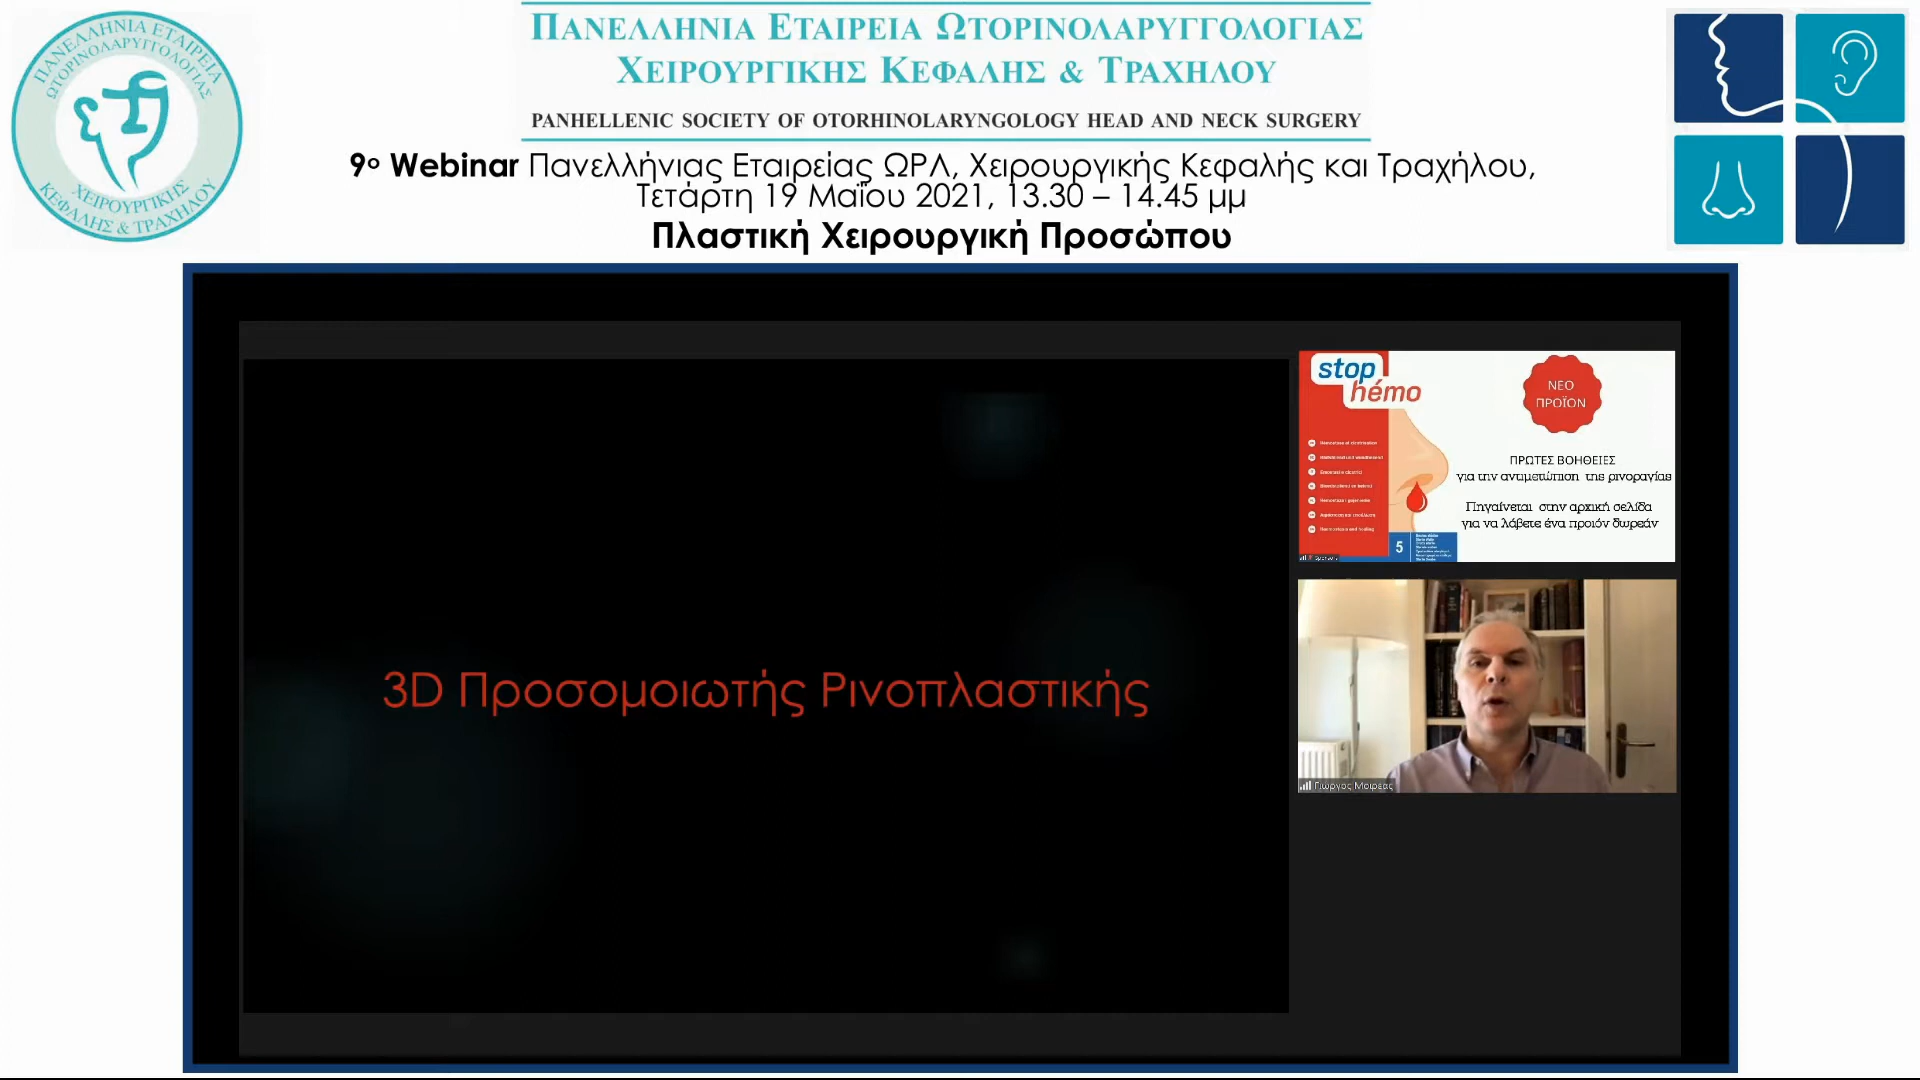 ΠΑΝΕΛΛΗΝΙΑ ΕΤΑΙΡΕΙΑ
ΩΤΟΡΙΝΟΛΑΡΥΓΓΟΛΟΓΙΑΣ
ΧΕΙΡΟΥΡΓΙΚΗΣ
ΚΕΦΑΛΗΣ & ΤΡΑΧΗΛΟΥ
ΠΑΝΕΛΛΗΝΙΑ ΕΤΑΙΡΕΙΑ ΩΤΟΡΙΝΟΛΑΡΥΓΓΟΛΟΓΙΑΣ
ΧΕΙΡΟΥΡΓΙΚΗΣ ΚΕΦΑΛΗΣ & ΤΡΑΧΗΛΟΥ
PANHELLENIC SOCIETY OF OTORHINOLARYNGOLOGY HEAD AND NECK SURGERY
9ο Webinar Πανελλήνιας Εταιρείας ΩΡΛ, Χειρουργικής Κεφαλής και Τραχήλου,
Τετάρτη 19 Μαΐου 2021, 13.30 – 14.45 μμ
Πλαστική Χειρουργική Προσώπου
3D Προσομοιωτής Ρινοπλαστικής
stop
hémo
ΝΕΟ
ΠΡΟΪΟΝ
ΠΡΩΤΕΣ ΒΟΗΘΕΙΕΣ
για την αντιμετώπιση της ρινοραγίας
Πηγαίνεται στην αρχική σελίδα
για να λάβετε ένα προιόν δωρεάν
5
Γιώργος Μοιρέας